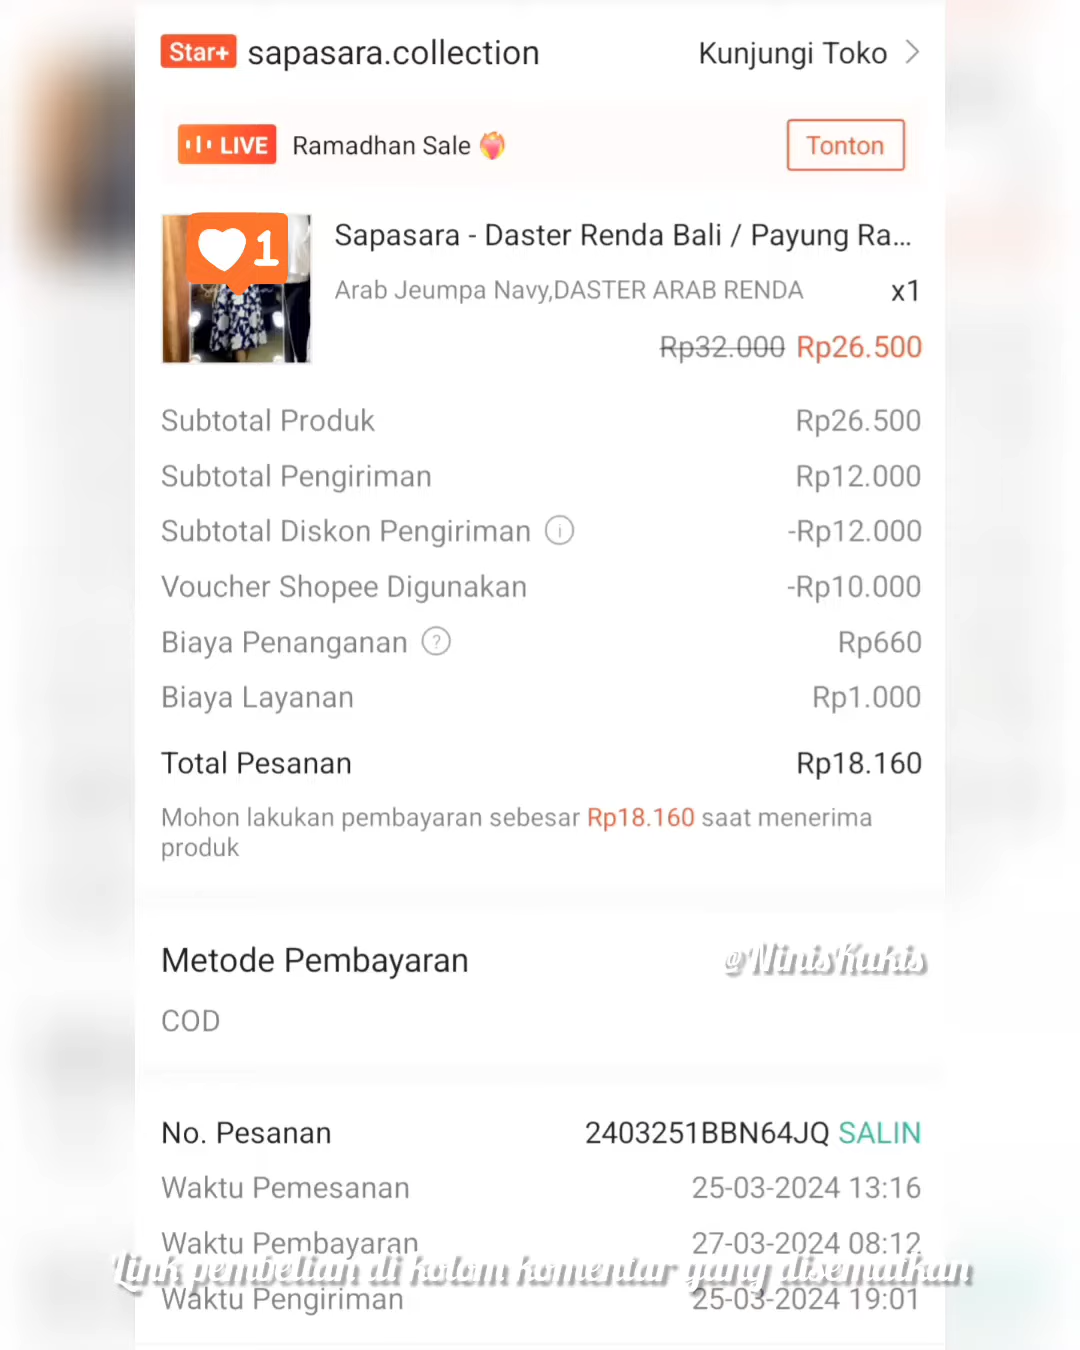 Star+ sapasara.collection Kunjungi Toko
LIVE Ramadhan Sale Tonton
1
Sapasara - Daster Renda Bali / Payung Ra...
Arab Jeumpa Navy,DASTER ARAB RENDA x1
Rp32.000 Rp26.500
Subtotal Produk Rp26.500
Subtotal Pengiriman Rp12.000
Subtotal Diskon Pengiriman -Rp12.000
Voucher Shopee Digunakan -Rp10.000
Biaya Penanganan ? Rp660
Biaya Layanan Rp1.000
Total Pesanan Rp18.160
Mohon lakukan pembayaran sebesar Rp18.160 saat menerima
produk
Metode Pembayaran @NinisKukis
COD
No. Pesanan 2403251BBN64JQ SALIN
Waktu Pemesanan 25-03-2024 13:16
Waktu Pembayaran 27-03-2024 08:12
Link pembelian di kolom komentar yang disematkan
Waktu Pengiriman 25-03-2024 19:01